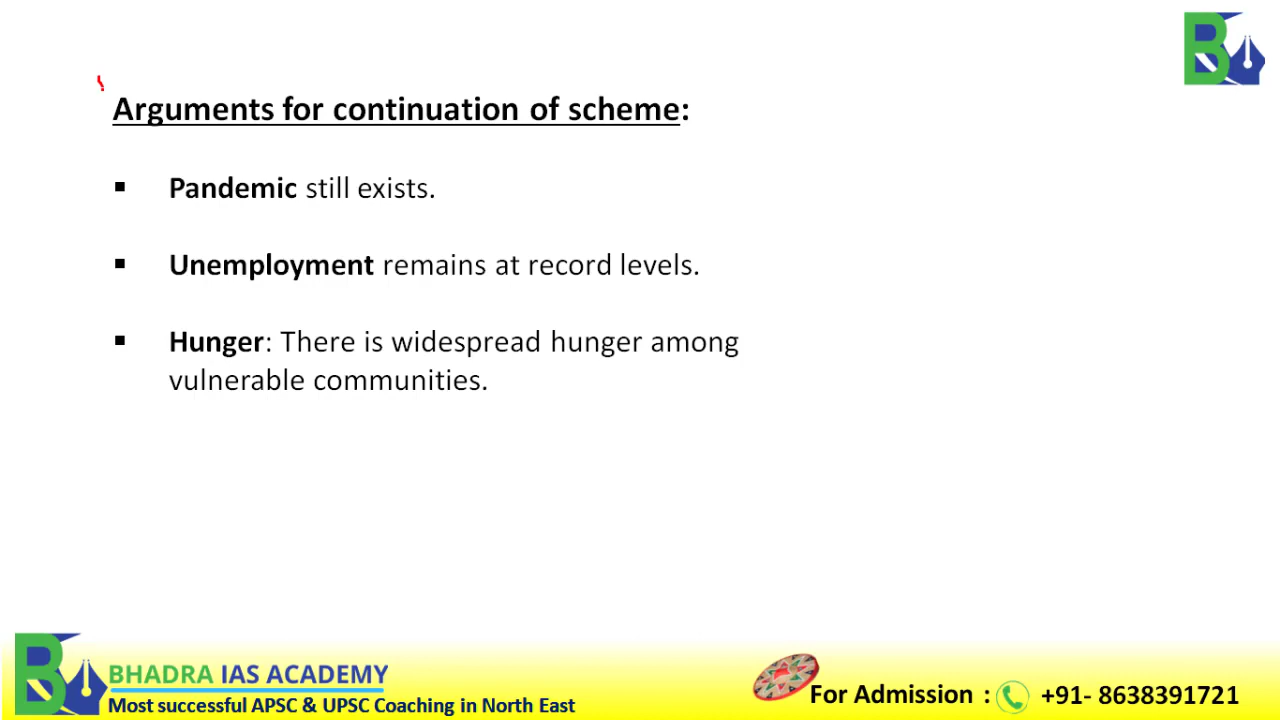 Arguments for continuation of scheme:
▪ Pandemic still exists.
▪ Unemployment remains at record levels.
▪ Hunger: There is widespread hunger among
vulnerable communities.
BHADRA IAS ACADEMY
Most successful APSC & UPSC Coaching in North East
For Admission : +91- 8638391721